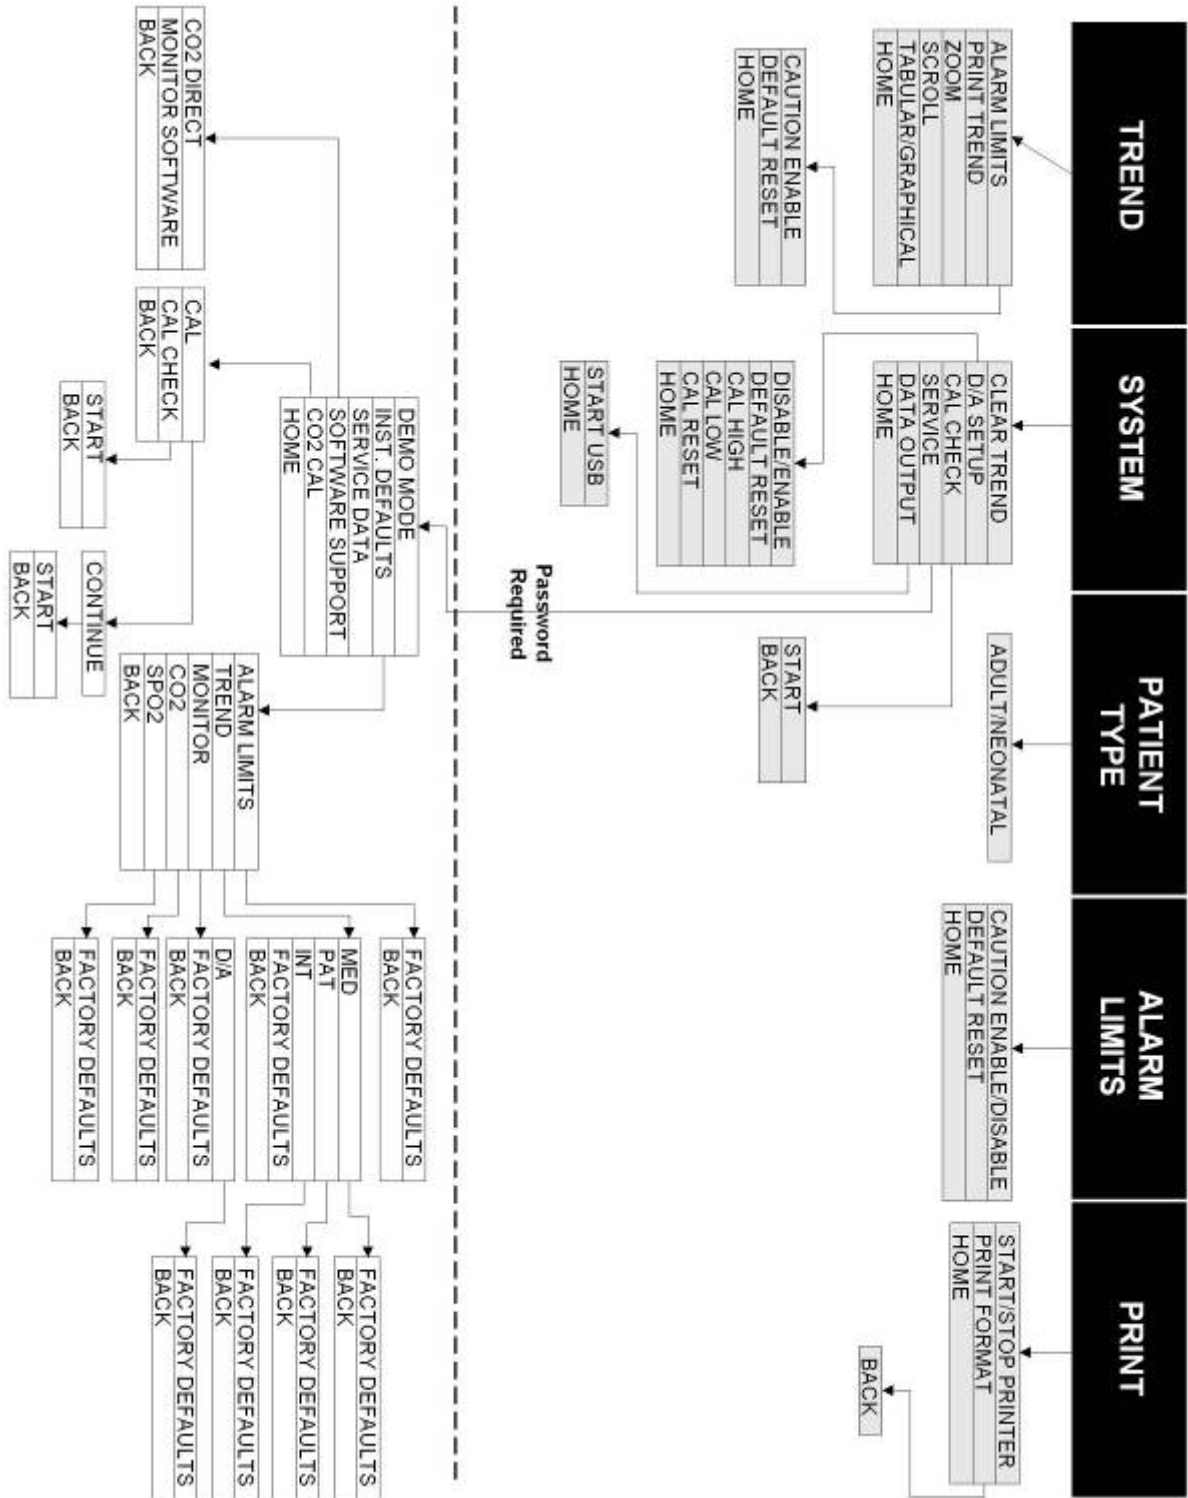 TREND
SYSTEM
PATIENT
TYPE
ALARM
LIMITS
PRINT
ALARM LIMITS
PRINT TREND
ZOOM
SCROLL
TABULAR/GRAPHICAL
HOME
CAUTION ENABLE
DEFAULT RESET
HOME
CLEAR TREND
D/A SETUP
CAL CHECK
SERVICE
DATA OUTPUT
HOME
DISABLE/ENABLE
DEFAULT RESET
CAL HIGH
CAL LOW
CAL RESET
HOME
START USB
HOME
ADULT/NEONATAL
START
BACK
CAUTION ENABLE/DISABLE
DEFAULT RESET
HOME
START/STOP PRINTER
PRINT FORMAT
HOME
BACK
Password
Required
DEMO MODE
INST. DEFAULTS
SERVICE DATA
SOFTWARE SUPPORT
CO2 CAL
HOME
CO2 DIRECT
MONITOR SOFTWARE
BACK
CAL
CAL CHECK
BACK
START
BACK
CONTINUE
START
BACK
ALARM LIMITS
TREND
MONITOR
CO2
SPO2
BACK
FACTORY DEFAULTS
BACK
MED
PAT
INT
FACTORY DEFAULTS
BACK
D/A
FACTORY DEFAULTS
BACK
FACTORY DEFAULTS
BACK
FACTORY DEFAULTS
BACK
FACTORY DEFAULTS
BACK
FACTORY DEFAULTS
BACK
FACTORY DEFAULTS
BACK
FACTORY DEFAULTS
BACK